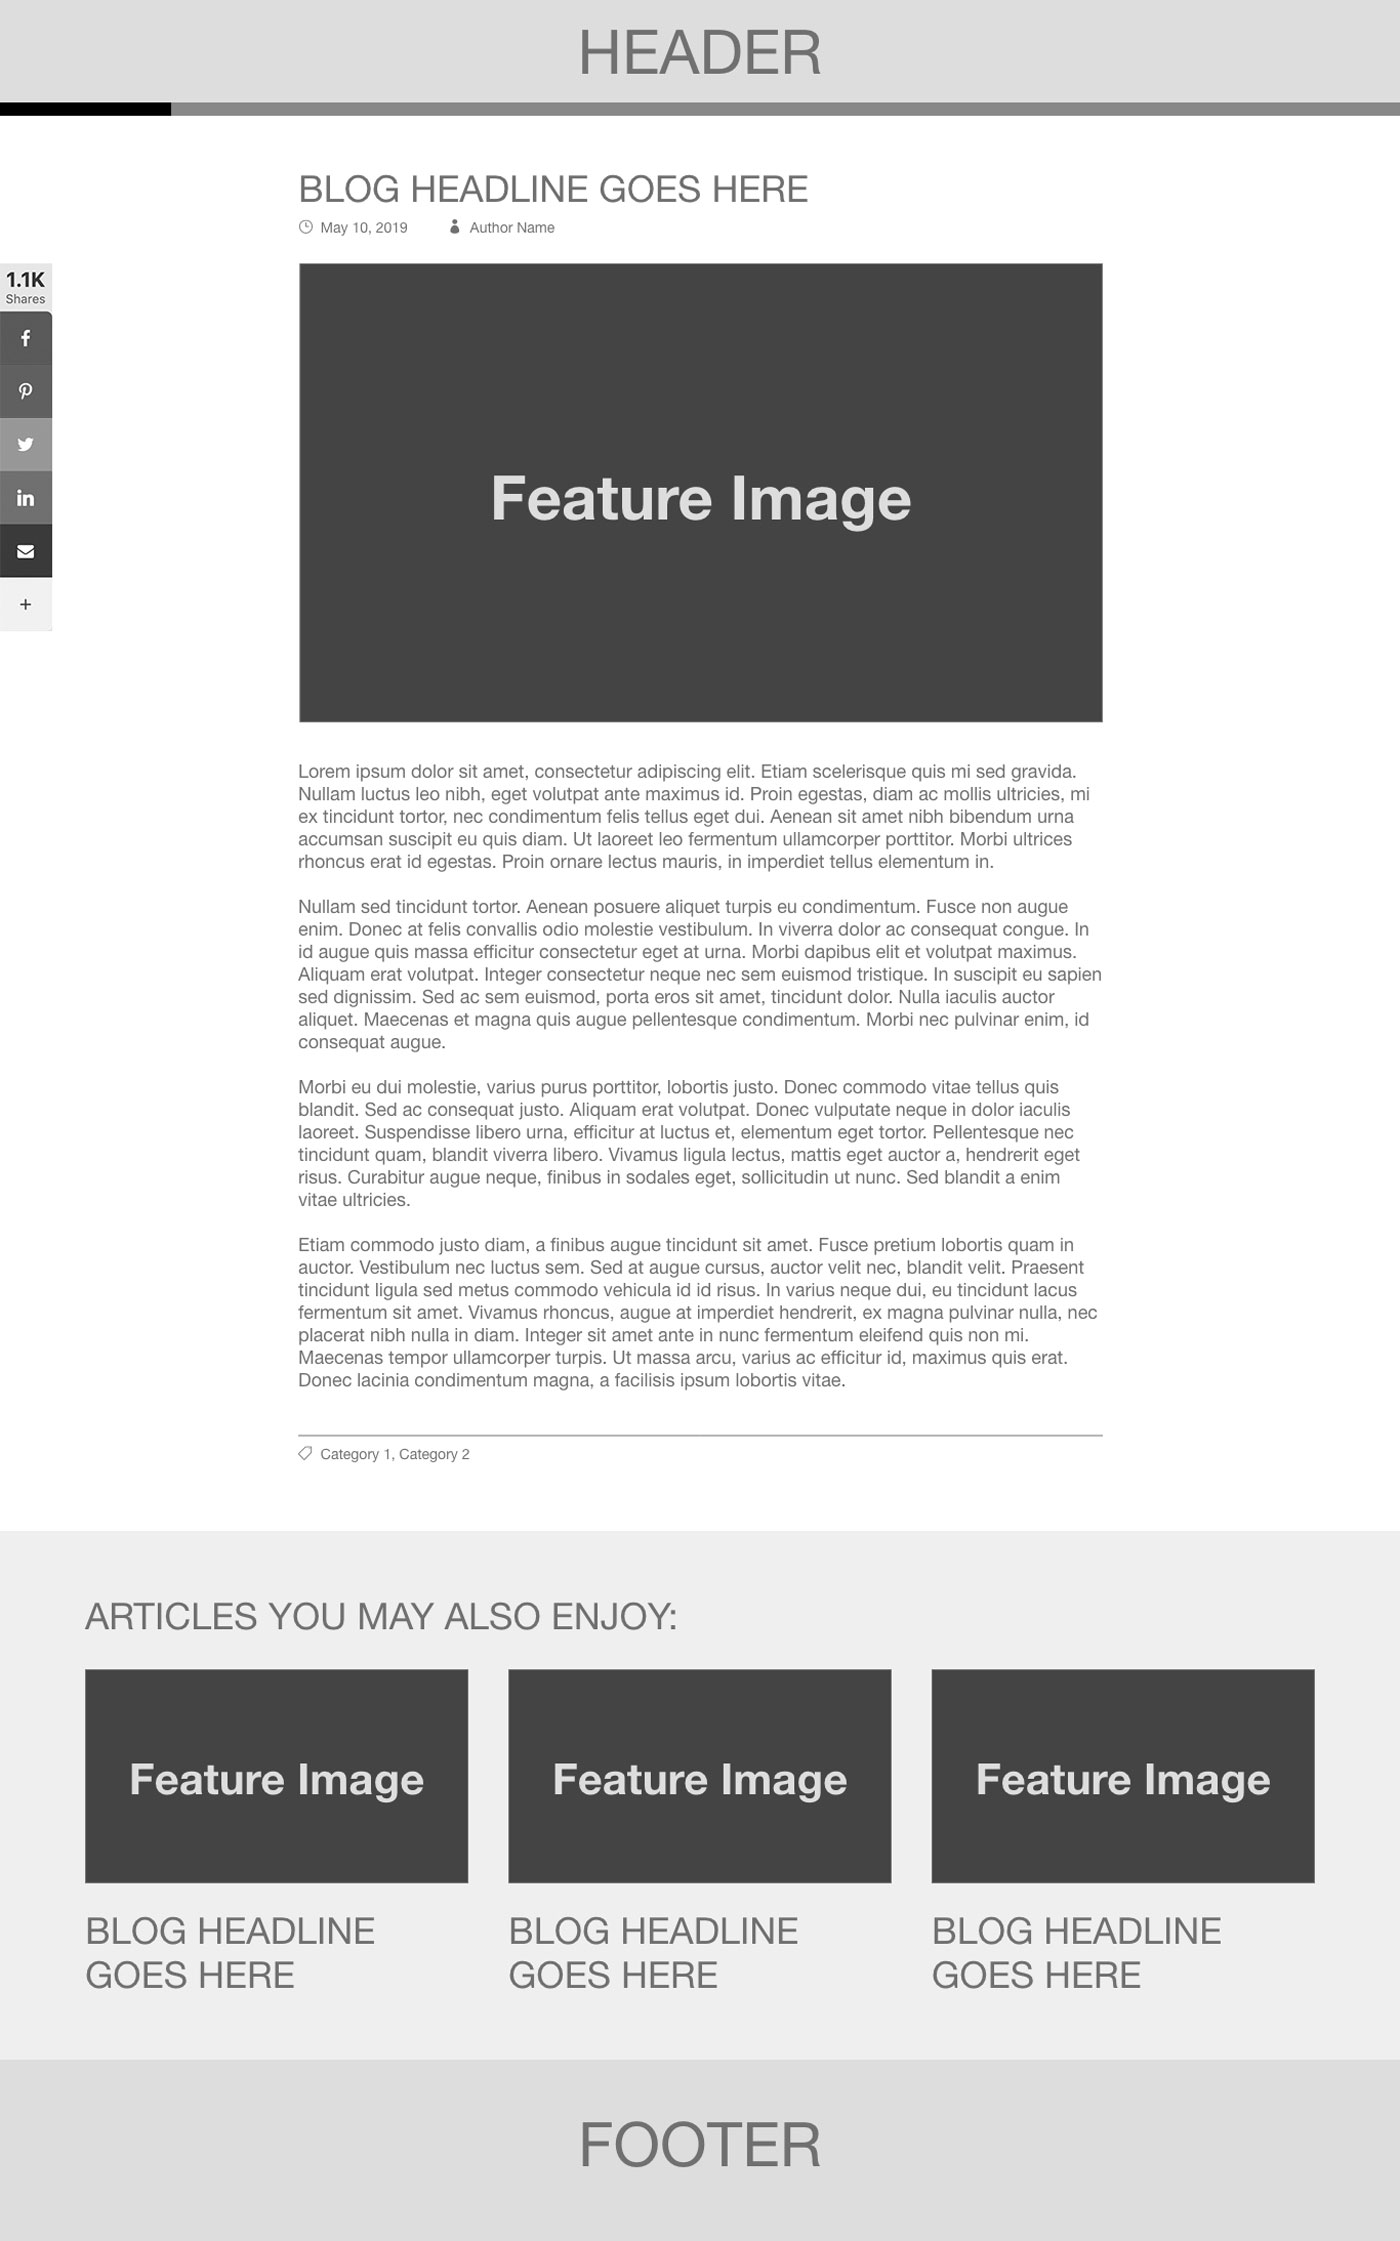 HEADER
BLOG HEADLINE GOES HERE
May 10, 2019 Author Name
1.1K
Shares
Feature Image
Lorem ipsum dolor sit amet, consectetur adipiscing elit. Etiam scelerisque quis mi sed gravida.
Nullam luctus leo nibh, eget volutpat ante maximus id. Proin egestas, diam ac mollis ultricies, mi
ex tincidunt tortor, nec condimentum felis tellus eget dui. Aenean sit amet nibh bibendum urna
accumsan suscipit eu quis diam. Ut laoreet leo fermentum ullamcorper porttitor. Morbi ultrices
rhoncus erat id egestas. Proin ornare lectus mauris, in imperdiet tellus elementum in.
Nullam sed tincidunt tortor. Aenean posuere aliquet turpis eu condimentum. Fusce non augue
enim. Donec at felis convallis odio molestie vestibulum. In viverra dolor ac consequat congue. In
id augue quis massa efficitur consectetur eget at urna. Morbi dapibus elit et volutpat maximus.
Aliquam erat volutpat. Integer consectetur neque nec sem euismod tristique. In suscipit eu sapien
sed dignissim. Sed ac sem euismod, porta eros sit amet, tincidunt dolor. Nulla iaculis auctor
aliquet. Maecenas et magna quis augue pellentesque condimentum. Morbi nec pulvinar enim, id
consequat augue.
Morbi eu dui molestie, varius purus porttitor, lobortis justo. Donec commodo vitae tellus quis
blandit. Sed ac consequat justo. Aliquam erat volutpat. Donec vulputate neque in dolor iaculis
laoreet. Suspendisse libero urna, efficitur at luctus et, elementum eget tortor. Pellentesque nec
tincidunt quam, blandit viverra libero. Vivamus ligula lectus, mattis eget auctor a, hendrerit eget
risus. Curabitur augue neque, finibus in sodales eget, sollicitudin ut nunc. Sed blandit a enim
vitae ultricies.
Etiam commodo justo diam, a finibus augue tincidunt sit amet. Fusce pretium lobortis quam in
auctor. Vestibulum nec luctus sem. Sed at augue cursus, auctor velit nec, blandit velit. Praesent
tincidunt ligula sed metus commodo vehicula id id risus. In varius neque dui, eu tincidunt lacus
fermentum sit amet. Vivamus rhoncus, augue at imperdiet hendrerit, ex magna pulvinar nulla, nec
placerat nibh nulla in diam. Integer sit amet ante in nunc fermentum eleifend quis non mi.
Maecenas tempor ullamcorper turpis. Ut massa arcu, varius ac efficitur id, maximus quis erat.
Donec lacinia condimentum magna, a facilisis ipsum lobortis vitae.
Category 1, Category 2
ARTICLES YOU MAY ALSO ENJOY:
Feature Image
BLOG HEADLINE
GOES HERE
Feature Image
BLOG HEADLINE
GOES HERE
Feature Image
BLOG HEADLINE
GOES HERE
FOOTER